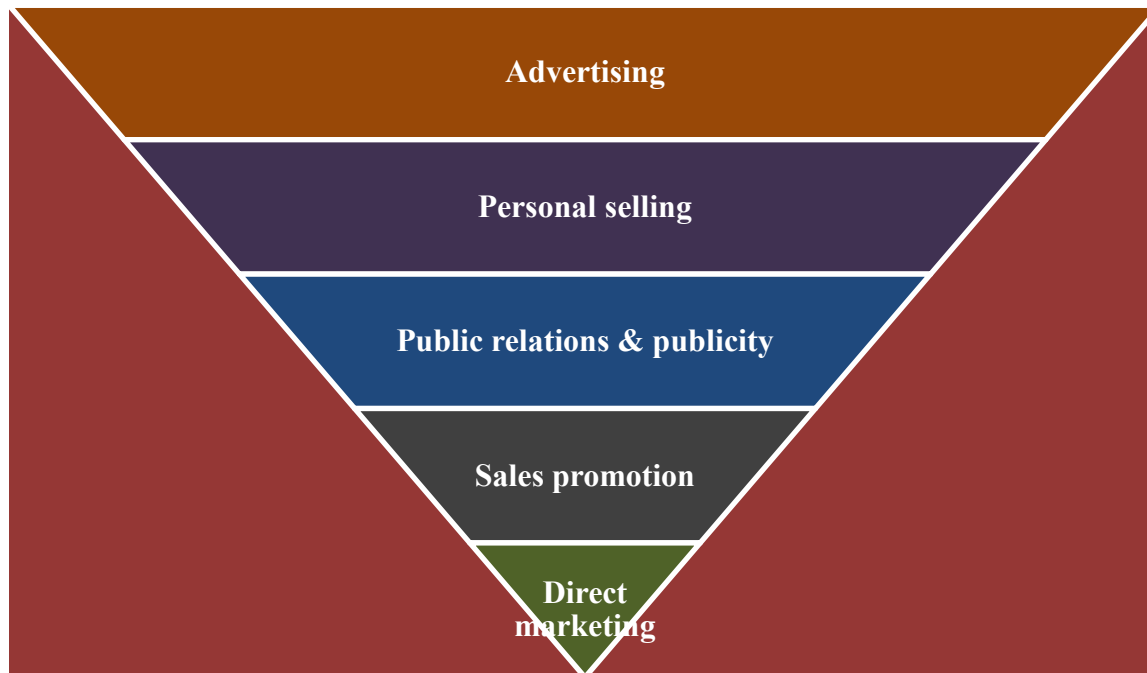 Advertising
Personal selling
Public relations & publicity
Sales promotion
Direct
marketing